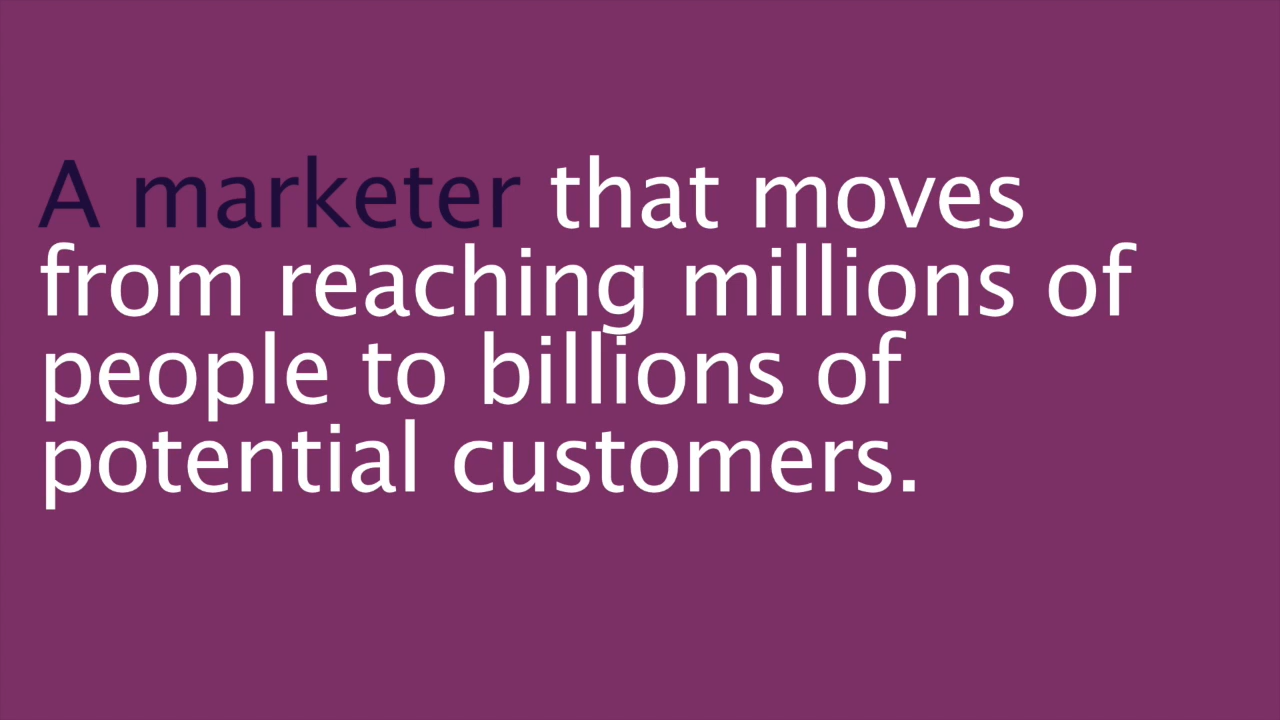 A marketer that moves
from reaching millions of
people to billions of
potential customers.